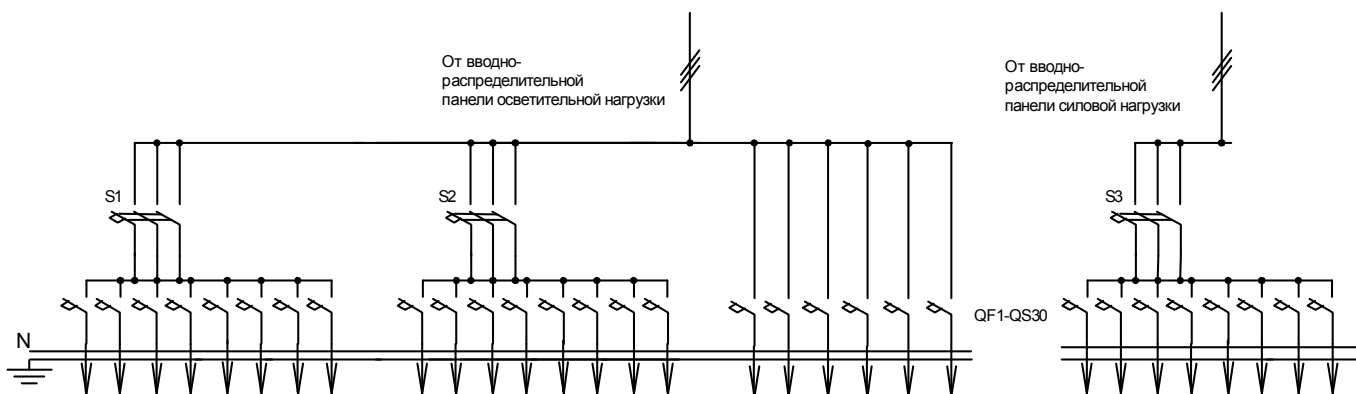 От вводно-
распределительной
панели осветительной нагрузки
От вводно-
распределительной
панели силовой нагрузки
S1
S2
S3
QF1-QS30
N